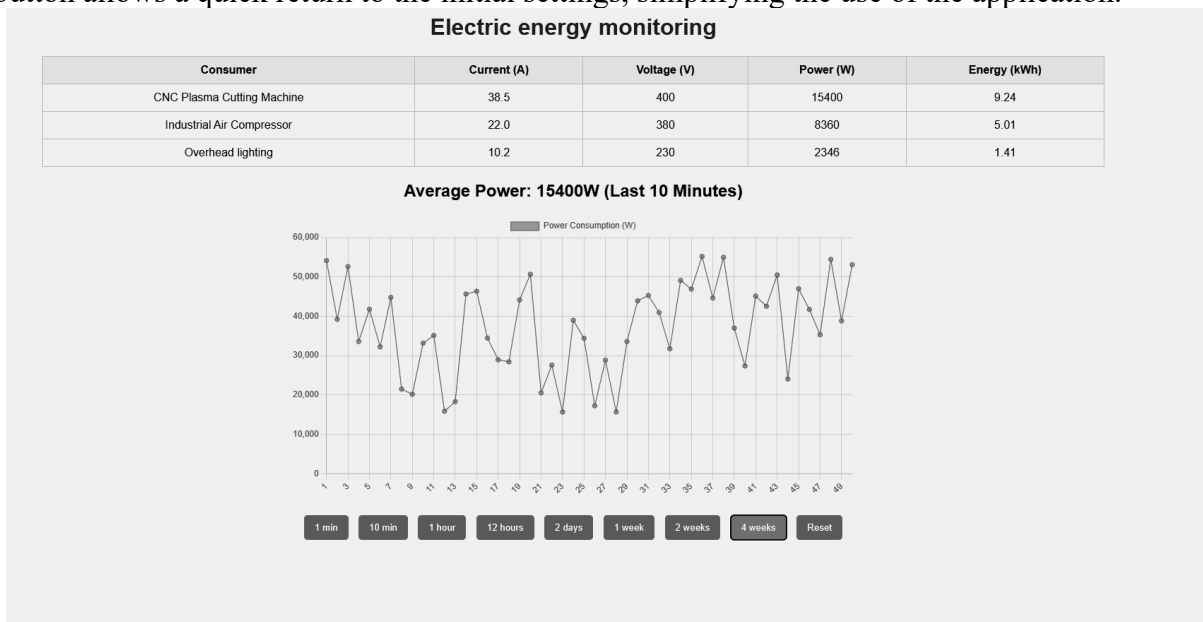 button allows a quick return to the initial settings, simplifying the use of the application.
Electric energy monitoring
Consumer Current (A) Voltage (V) Power (W) Energy (kWh)
CNC Plasma Cutting Machine 38.5 400 15400 9.24
Industrial Air Compressor 22.0 380 8360 5.01
Overhead lighting 10.2 230 2346 1.41
Average Power: 15400W (Last 10 Minutes)
Power Consumption (W)
60,000
50,000
40,000
30,000
20,000
10,000
0
1 3 5 7 9 11 13 15 17 19 21 23 25 27 29 31 33 35 37 39 41 43 45 47 49
1 min 10 min 1 hour 12 hours 2 days 1 week 2 weeks 4 weeks Reset